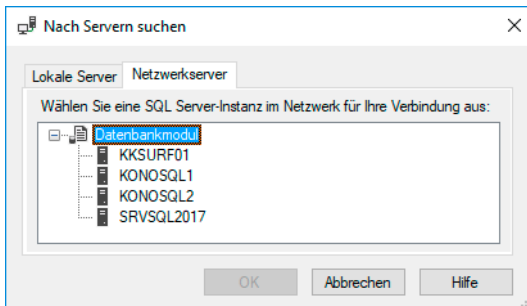 Nach Servern suchen
Lokale Server Netzwerkserver
Wählen Sie eine SQL Server-Instanz im Netzwerk für Ihre Verbindung aus:
Datenbankmodul
KKSURF01
KONOSQL1
KONOSQL2
SRVSQL2017
OK Abbrechen Hilfe